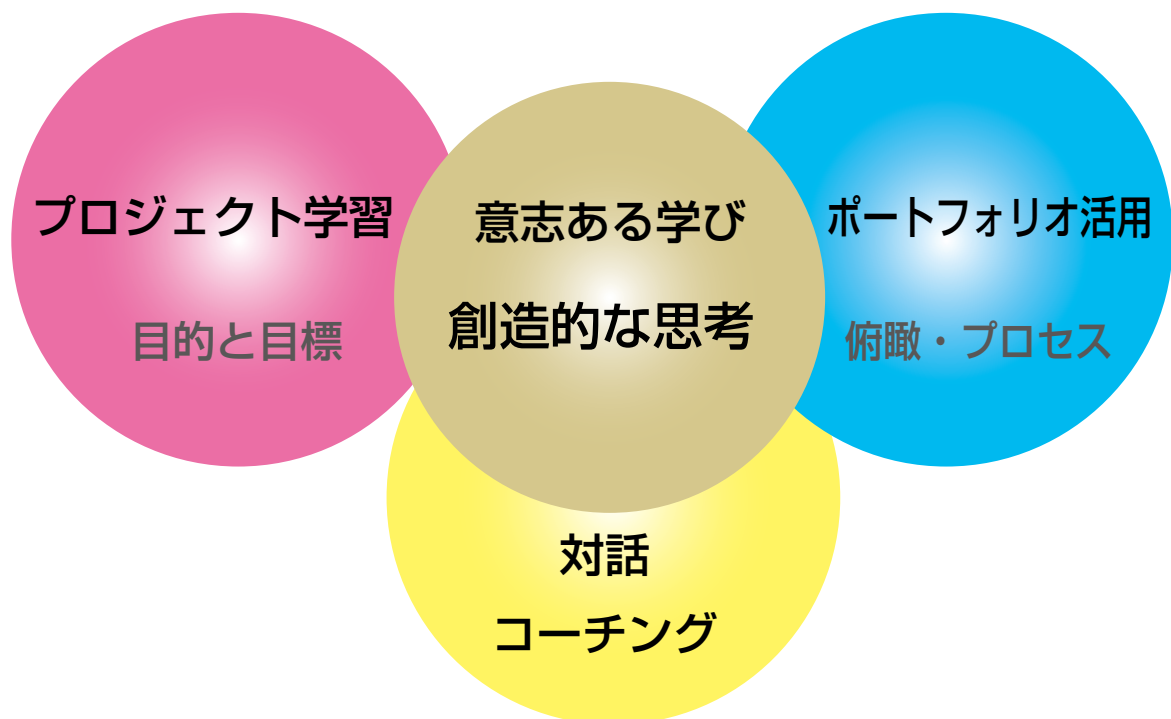 プロジェクト学習
目的と目標
意志ある学び
創造的な思考
ポートフォリオ活用
俯瞰・プロセス
対話
コーチング